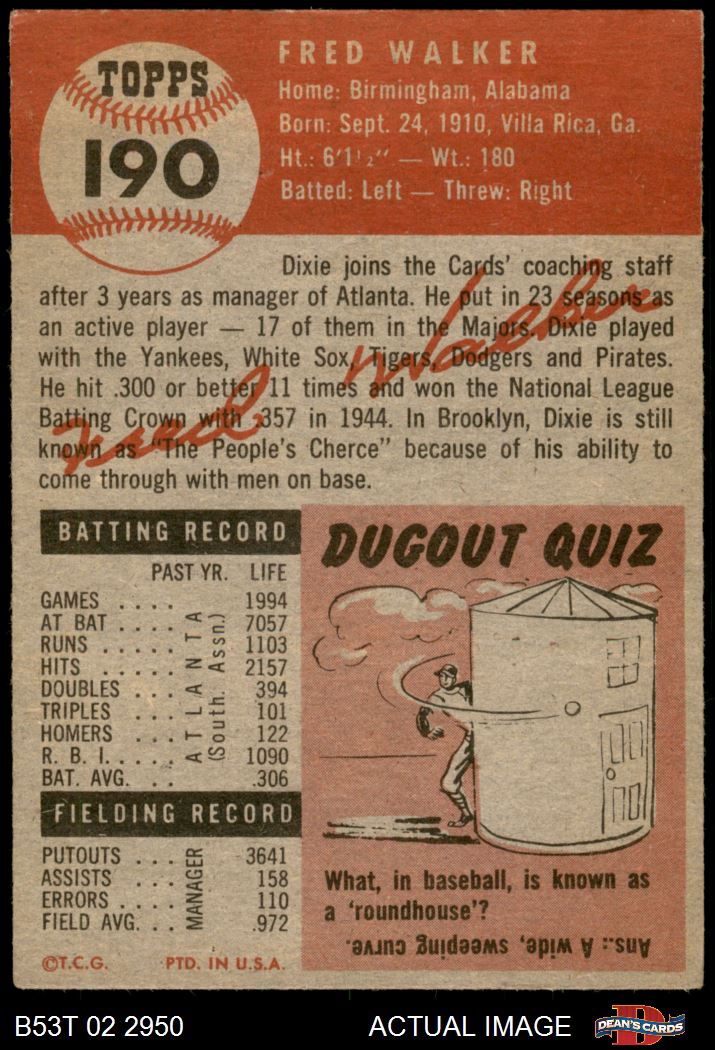 TOPPS
190
FRED WALKER
Home: Birmingham, Alabama
Born: Sept. 24, 1910, Villa Rica, Ga.
Ht.: 6'1½" — Wt.: 180
Batted: Left — Threw: Right
Dixie joins the Cards' coaching staff
after 3 years as manager of Atlanta. He put in 23 seasons as
an active player — 17 of them in the Majors. Dixie played
with the Yankees, White Sox, Tigers, Dodgers and Pirates.
He hit .300 or better 11 times and won the National League
Batting Crown with .357 in 1944. In Brooklyn, Dixie is still
known as "The People's Cherce" because of his ability to
come through with men on base.
Fred Walker
BATTING RECORD
PAST YR. LIFE
GAMES .... 1994
AT BAT .... 7057
RUNS ..... 1103
HITS ..... 2157
DOUBLES ... 394
TRIPLES ... 101
HOMERS ... 122
R. B. I. .... 1090
BAT. AVG. ... .306
ATLANTA
(South. Assn.)
FIELDING RECORD
PUTOUTS ... 3641
ASSISTS ... 158
ERRORS .... 110
FIELD AVG. ... .972
MANAGER
©T.C.G. PTD. IN U.S.A.
DUGOUT QUIZ
What, in baseball, is known as
a 'roundhouse'?
Ans.: A wide, sweeping curve.
B53T 02 2950
ACTUAL IMAGE
D
DEAN'S CARDS